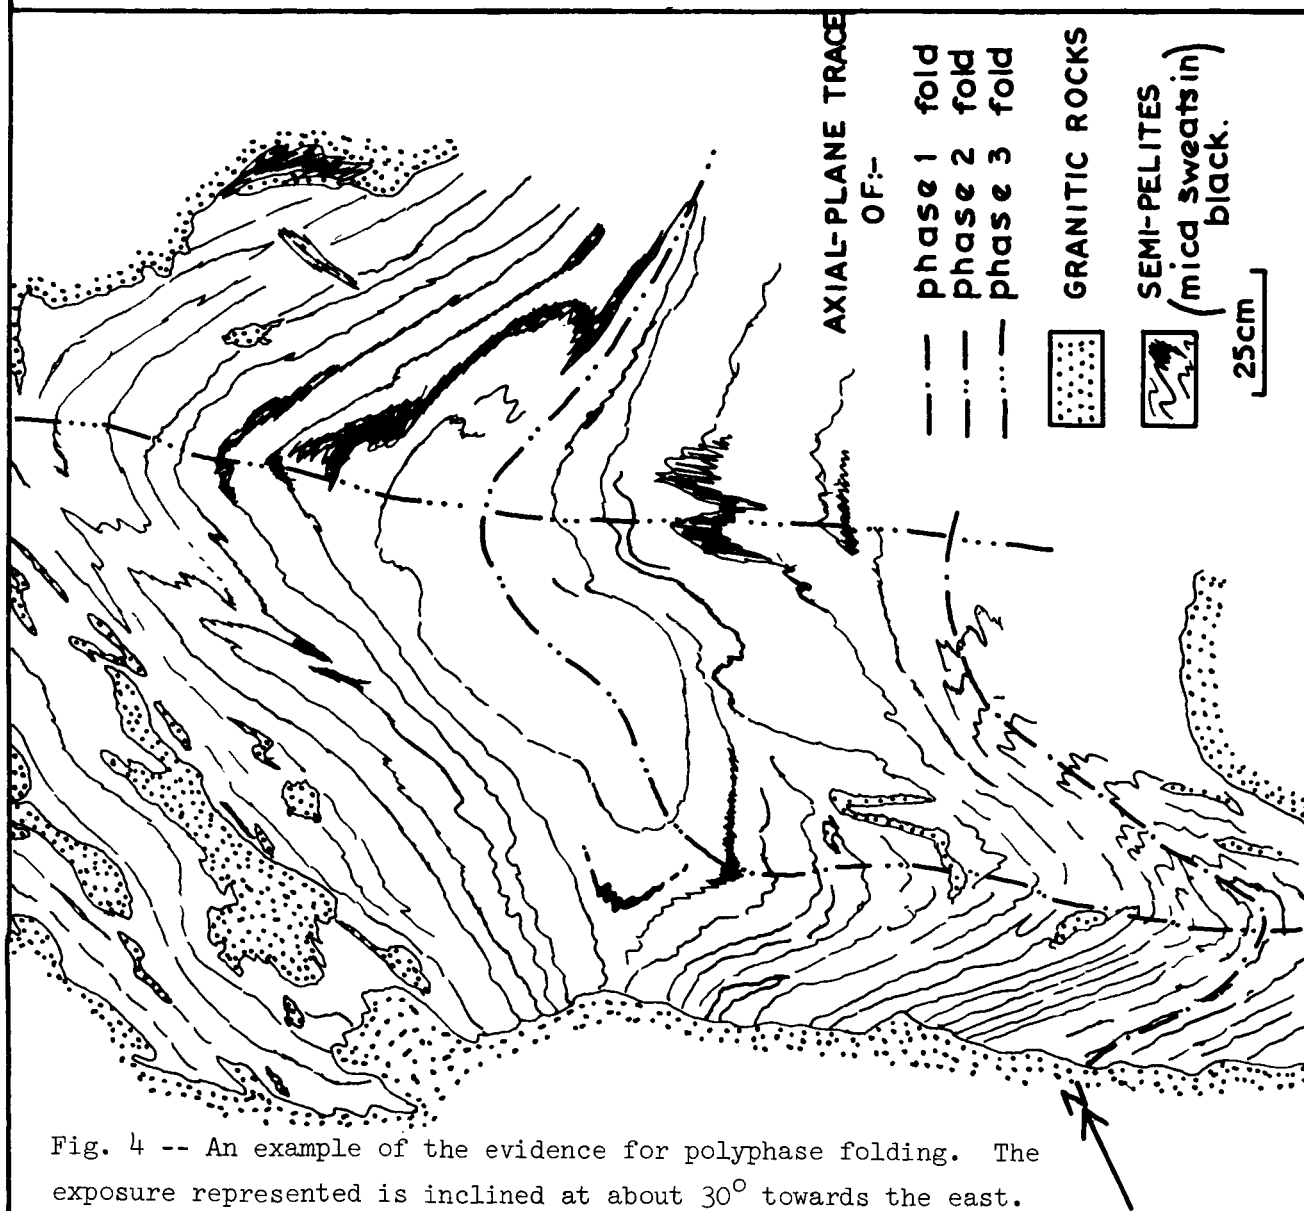 AXIAL-PLANE TRACE
OF:-
phase 1 fold
phase 2 fold
phase 3 fold
GRANITIC ROCKS
SEMI-PELITES
(mica sweats in
black.)
25cm
N
Fig. 4 -- An example of the evidence for polyphase folding. The
exposure represented is inclined at about 30° towards the east.